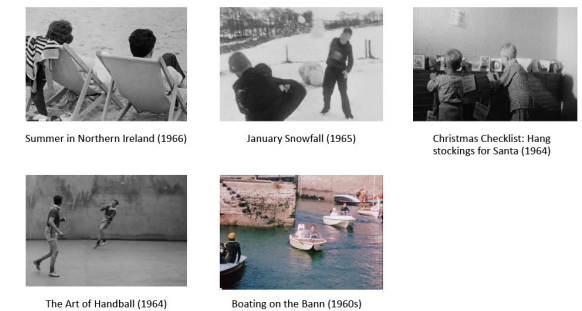 Summer in Northern Ireland (1966)
January Snowfall (1965)
Christmas Checklist: Hang
stockings for Santa (1964)
The Art of Handball (1964)
Boating on the Bann (1960s)